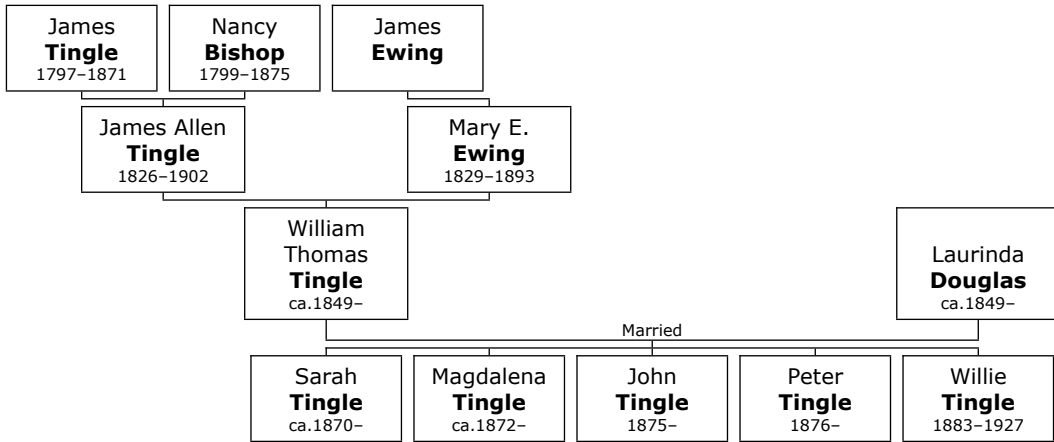 James
Tingle
1797–1871
Nancy
Bishop
1799–1875
James
Ewing
James Allen
Tingle
1826–1902
Mary E.
Ewing
1829–1893
William
Thomas
Tingle
ca.1849–
Laurinda
Douglas
ca.1849–
Married
Sarah
Tingle
ca.1870–
Magdalena
Tingle
ca.1872–
John
Tingle
1875–
Peter
Tingle
1876–
Willie
Tingle
1883–1927